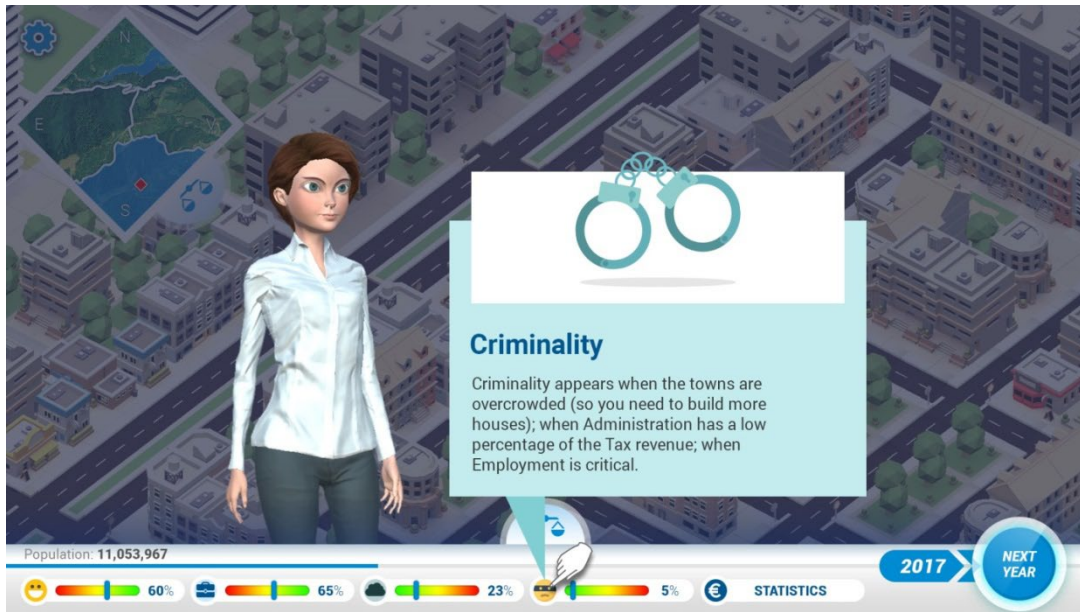 N
E
S
Criminality
Criminality appears when the towns are
overcrowded (so you need to build more
houses); when Administration has a low
percentage of the Tax revenue; when
Employment is critical.
Population: 11,053,967
2017
NEXT
YEAR
60%
65%
23%
5%
€
STATISTICS